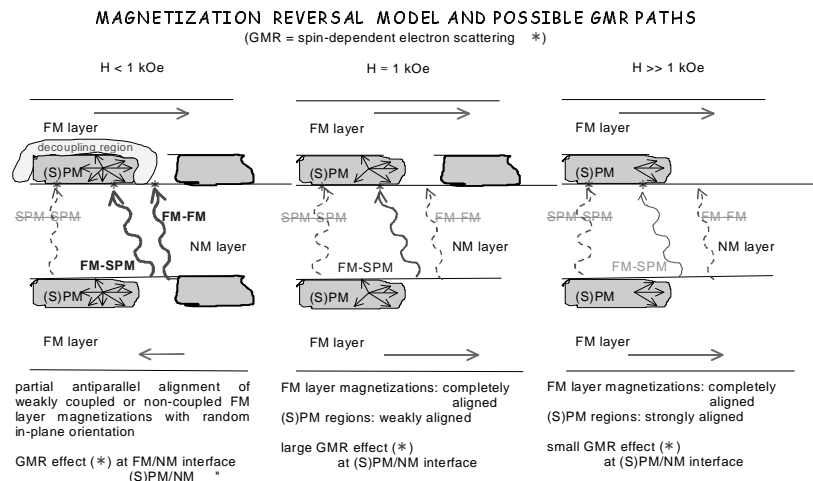 MAGNETIZATION REVERSAL MODEL AND POSSIBLE GMR PATHS
(GMR = spin-dependent electron scattering *)
H < 1 kOe
H = 1 kOe
H >> 1 kOe
FM layer
decoupling region
(S)PM
SPM-SPM
FM-FM
NM layer
FM-SPM
(S)PM
FM layer
partial antiparallel alignment of
weakly coupled or non-coupled FM
layer magnetizations with random
in-plane orientation
GMR effect (*) at FM/NM interface
(S)PM/NM "
FM layer
(S)PM
SPM-SPM
FM-FM
NM layer
FM-SPM
(S)PM
FM layer
FM layer magnetizations: completely
aligned
(S)PM regions: weakly aligned
large GMR effect (*)
at (S)PM/NM interface
FM layer
(S)PM
SPM-SPM
FM-FM
NM layer
FM-SPM
(S)PM
FM layer
FM layer magnetizations: completely
aligned
(S)PM regions: strongly aligned
small GMR effect (*)
at (S)PM/NM interface